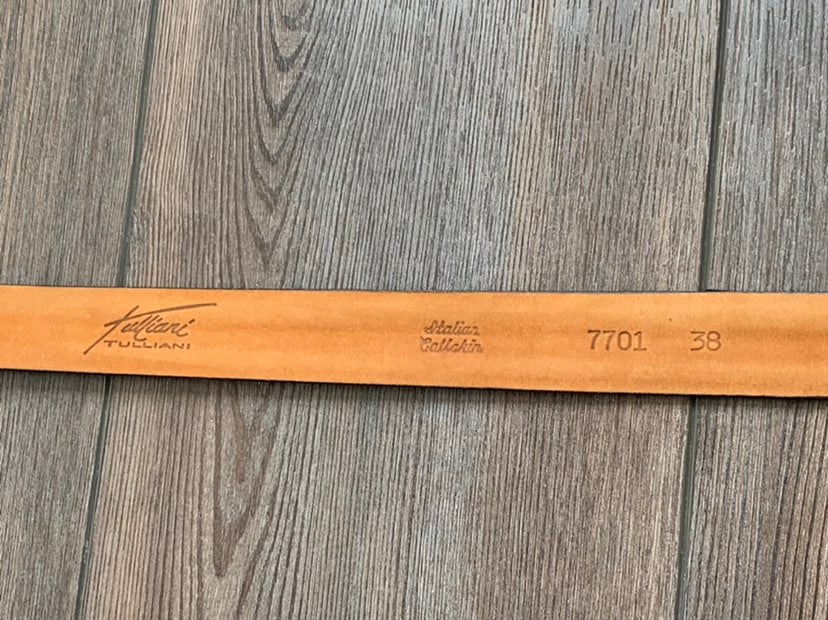 Tulliani
TULLIANI
Italian
Calfskin
7701 38